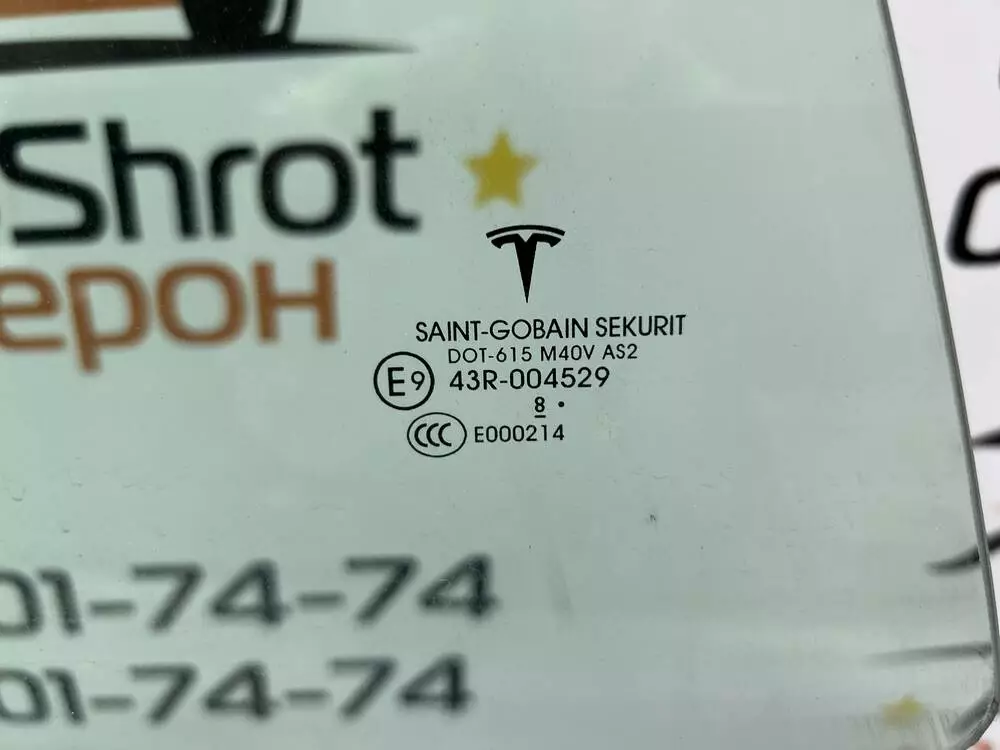 Shrot
ерон
SAINT-GOBAIN SEKURIT
DOT-615 M40V AS2
E9 43R-004529
8 •
CCC E000214
01-74-74
01-74-74